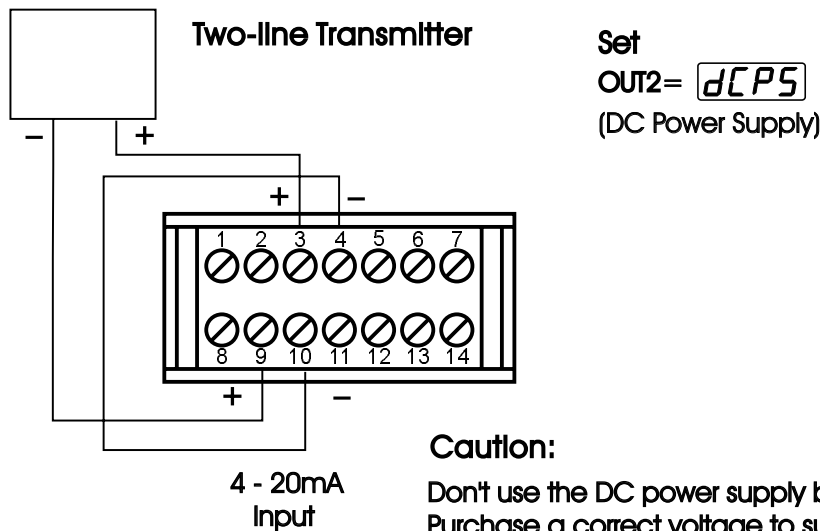 Two-line Transmitter
Set
OUT2= dCPS
(DC Power Supply)
− +
+ −
1 2 3 4 5 6 7
8 9 10 11 12 13 14
+ −
4 - 20mA
Input
Caution:
Don't use the DC power supply
Purchase a correct voltage to